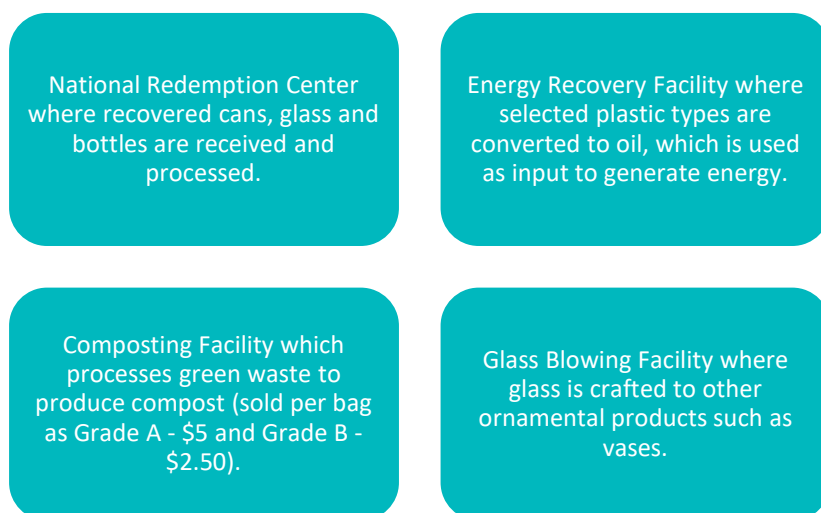 National Redemption Center
where recovered cans, glass and
bottles are received and
processed.
Energy Recovery Facility where
selected plastic types are
converted to oil, which is used
as input to generate energy.
Composting Facility which
processes green waste to
produce compost (sold per bag
as Grade A - $5 and Grade B -
$2.50).
Glass Blowing Facility where
glass is crafted to other
ornamental products such as
vases.